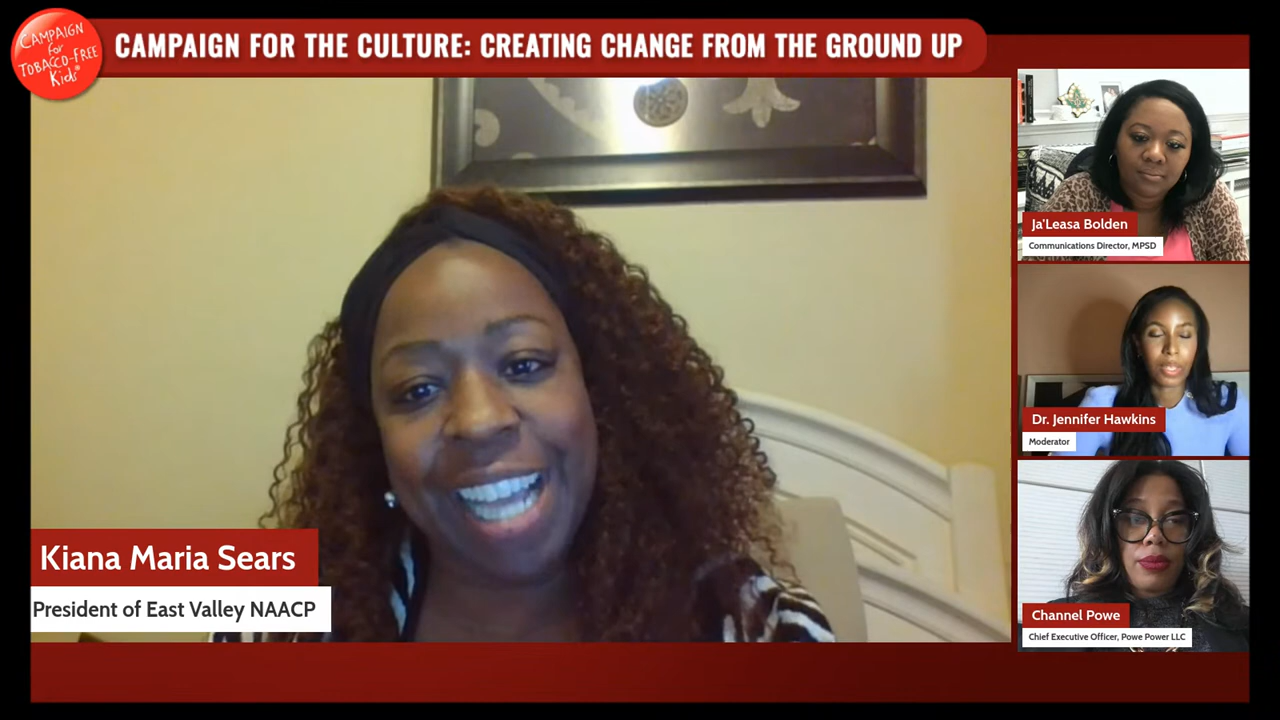 CAMPAIGN
for
TOBACCO-FREE
Kids®
CAMPAIGN FOR THE CULTURE: CREATING CHANGE FROM THE GROUND UP
Kiana Maria Sears
President of East Valley NAACP
Ja'Leasa Bolden
Communications Director, MPSD
Dr. Jennifer Hawkins
Moderator
Channel Powe
Chief Executive Officer, Powe Power LLC